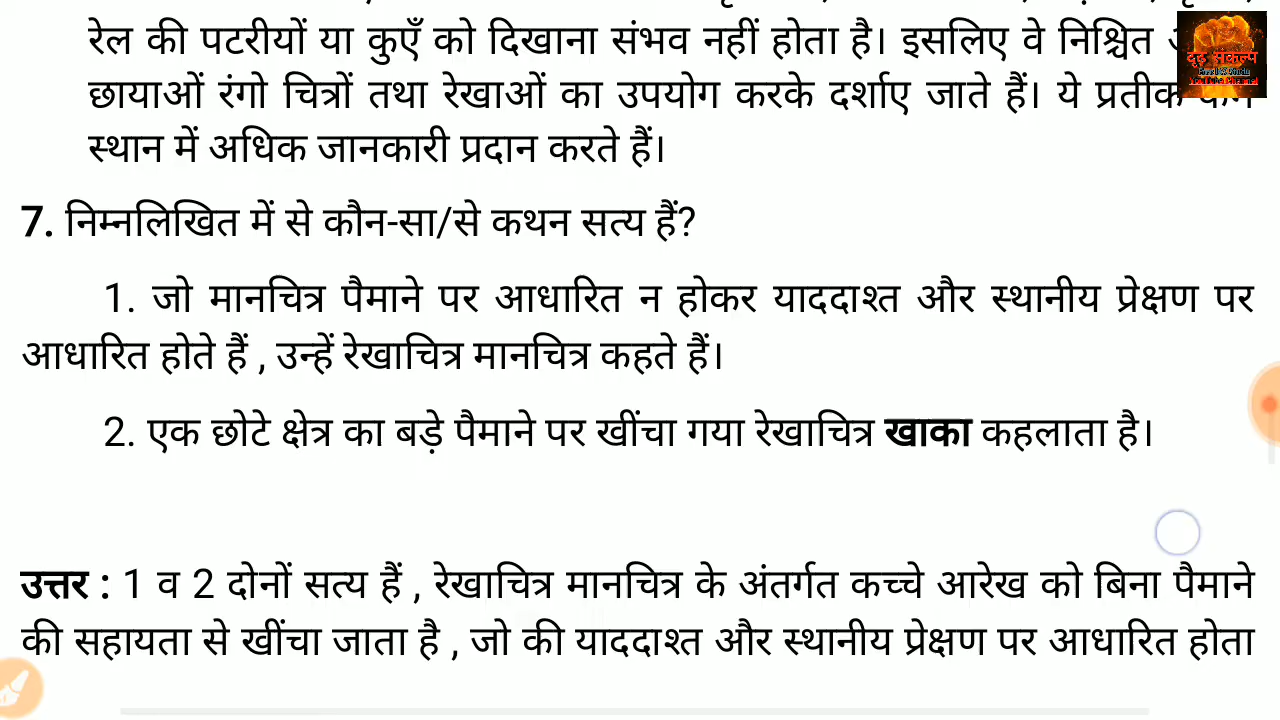 रेल की पटरीयों या कुएँ को दिखाना संभव नहीं होता है। इसलिए वे निश्चित
छायाओं रंगो चित्रों तथा रेखाओं का उपयोग करके दर्शाए जाते हैं। ये प्रतीक
स्थान में अधिक जानकारी प्रदान करते हैं।
7. निम्नलिखित में से कौन-सा/से कथन सत्य हैं?
1. जो मानचित्र पैमाने पर आधारित न होकर याददाश्त और स्थानीय प्रेक्षण पर
आधारित होते हैं , उन्हें रेखाचित्र मानचित्र कहते हैं।
2. एक छोटे क्षेत्र का बड़े पैमाने पर खींचा गया रेखाचित्र खाका कहलाता है।
उत्तर : 1 व 2 दोनों सत्य हैं , रेखाचित्र मानचित्र के अंतर्गत कच्चे आरेख को बिना पैमाने
की सहायता से खींचा जाता है , जो की याददाश्त और स्थानीय प्रेक्षण पर आधारित होता
दृढ़ संकल्प